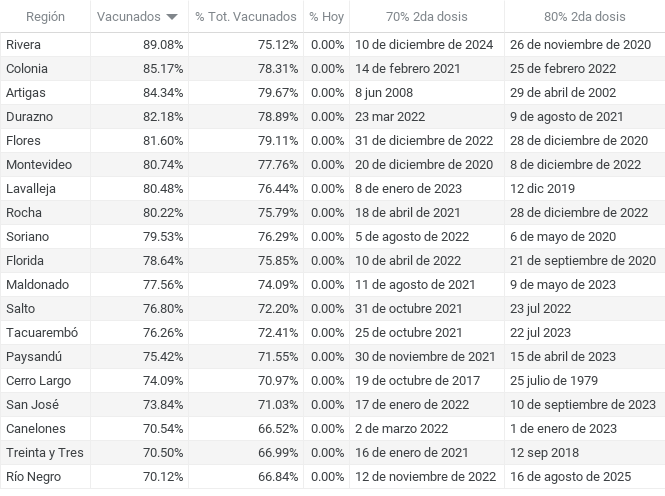 Región Vacunados % Tot. Vacunados % Hoy 70% 2da dosis 80% 2da dosis
Rivera 89.08% 75.12% 0.00% 10 de diciembre de 2024 26 de noviembre de 2020
Colonia 85.17% 78.31% 0.00% 14 de febrero 2021 25 de febrero 2022
Artigas 84.34% 79.67% 0.00% 8 jun 2008 29 de abril de 2002
Durazno 82.18% 78.89% 0.00% 23 mar 2022 9 de agosto de 2021
Flores 81.60% 79.11% 0.00% 31 de diciembre de 2022 28 de diciembre de 2020
Montevideo 80.74% 77.76% 0.00% 20 de diciembre de 2020 8 de diciembre de 2022
Lavalleja 80.48% 76.44% 0.00% 8 de enero de 2023 12 dic 2019
Rocha 80.22% 75.79% 0.00% 18 de abril de 2021 28 de diciembre de 2022
Soriano 79.53% 76.29% 0.00% 5 de agosto de 2022 6 de mayo de 2020
Florida 78.64% 75.85% 0.00% 10 de abril de 2022 21 de septiembre de 2020
Maldonado 77.56% 74.09% 0.00% 11 de agosto de 2021 9 de mayo de 2023
Salto 76.80% 72.20% 0.00% 31 de octubre 2021 23 jul 2022
Tacuarembó 76.26% 72.41% 0.00% 25 de octubre 2021 22 jul 2023
Paysandú 75.42% 71.55% 0.00% 30 de noviembre de 2021 15 de abril de 2023
Cerro Largo 74.09% 70.97% 0.00% 19 de octubre de 2017 25 julio de 1979
San José 73.84% 71.03% 0.00% 17 de enero de 2022 10 de septiembre de 2023
Canelones 70.54% 66.52% 0.00% 2 de marzo 2022 1 de enero de 2023
Treinta y Tres 70.50% 66.99% 0.00% 16 de enero de 2021 12 sep 2018
Río Negro 70.12% 66.84% 0.00% 12 de noviembre de 2022 16 de agosto de 2025